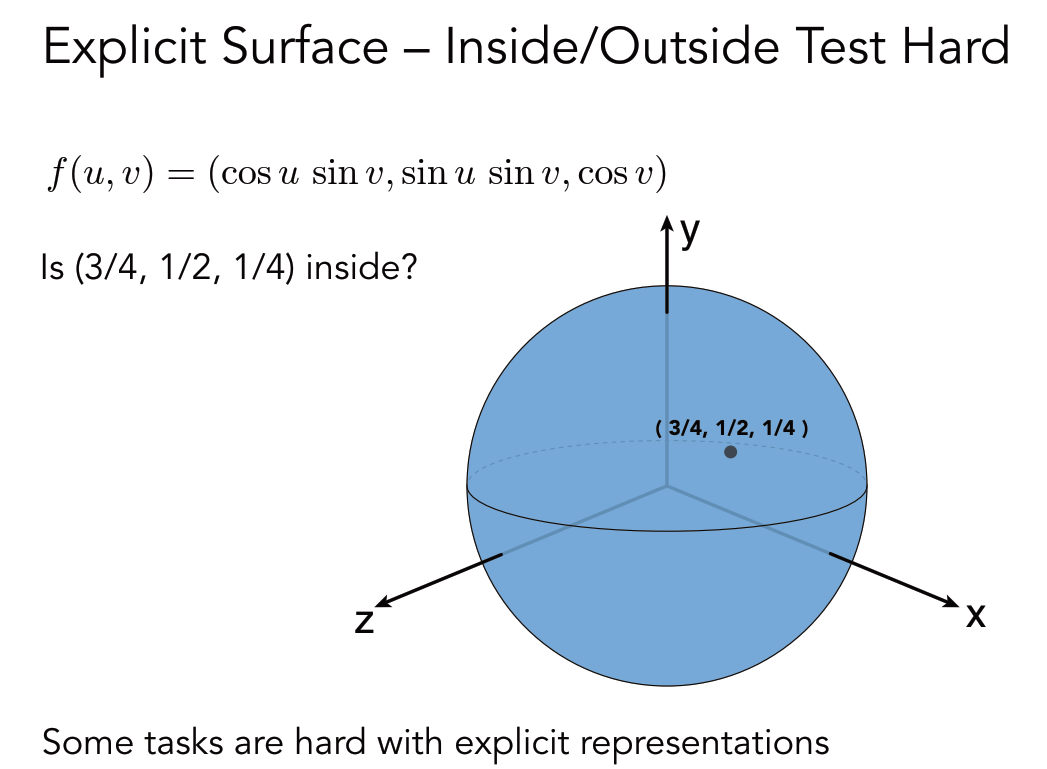 Explicit Surface – Inside/Outside Test Hard
f(u, v) = (cos u sin v, sin u sin v, cos v)
Is (3/4, 1/2, 1/4) inside?
y
( 3/4, 1/2, 1/4 )
z
x
Some tasks are hard with explicit representations